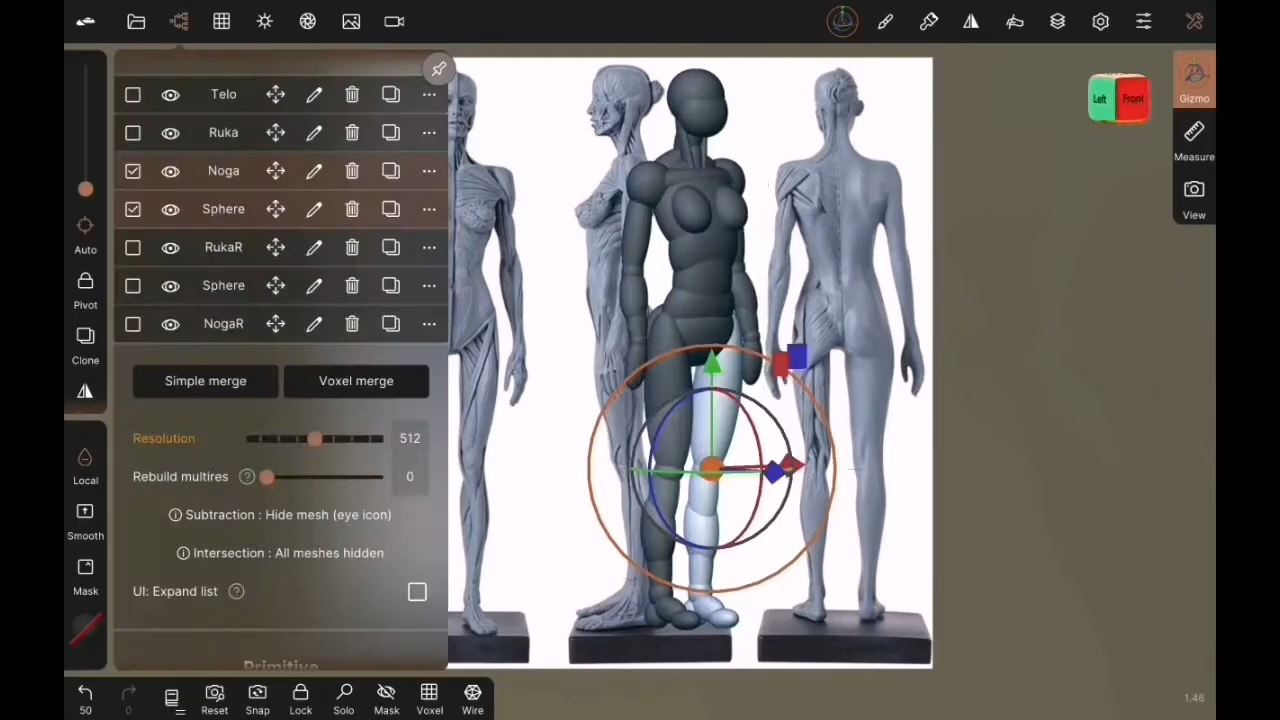 Telo
Ruka
Noga
Sphere
RukaR
Sphere
NogaR
Simple merge
Voxel merge
Resolution
512
Rebuild multires ?
0
Subtraction : Hide mesh (eye icon)
Intersection : All meshes hidden
UI: Expand list ?
Primitive
Auto
Pivot
Clone
Local
Smooth
Mask
50
0
Reset
Snap
Lock
Solo
Mask
Voxel
Wire
Left
Front
Gizmo
Measure
View
1.46